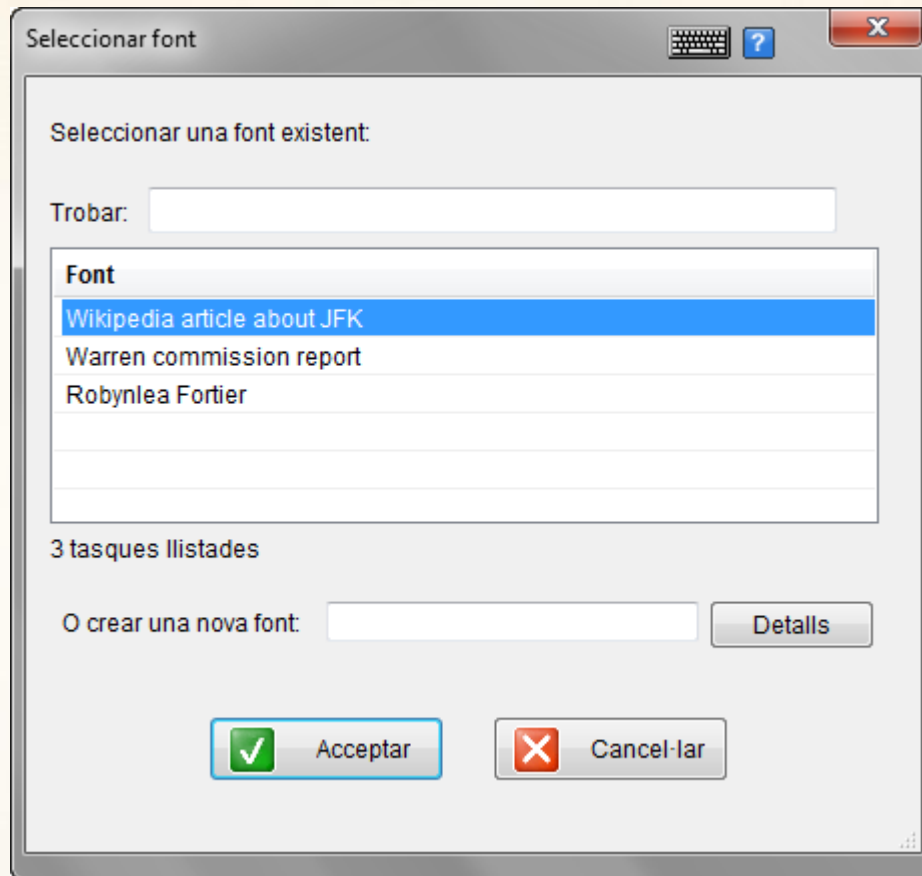 Seleccionar font
?
x
Seleccionar una font existent:
Trobar:
Font
Wikipedia article about JFK
Warren commission report
Robynlea Fortier
3 tasques llistades
O crear una nova font:
Detalls
Acceptar
Cancel·lar